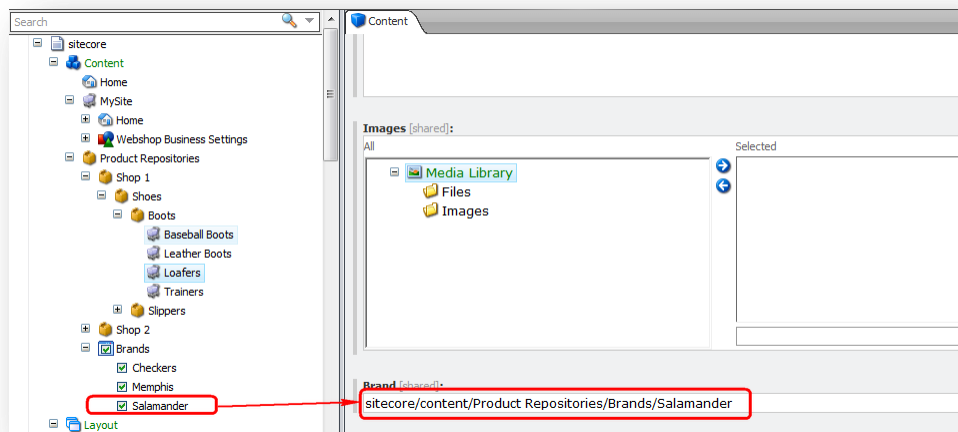 Search
sitecore
Content
Home
MySite
Home
Webshop Business Settings
Product Repositories
Shop 1
Shoes
Boots
Baseball Boots
Leather Boots
Loafers
Trainers
Slippers
Shop 2
Brands
Checkers
Memphis
Salamander
Layout
Content
Images [shared]:
All
Selected
Media Library
Files
Images
Brand [shared]:
sitecore/content/Product Repositories/Brands/Salamander